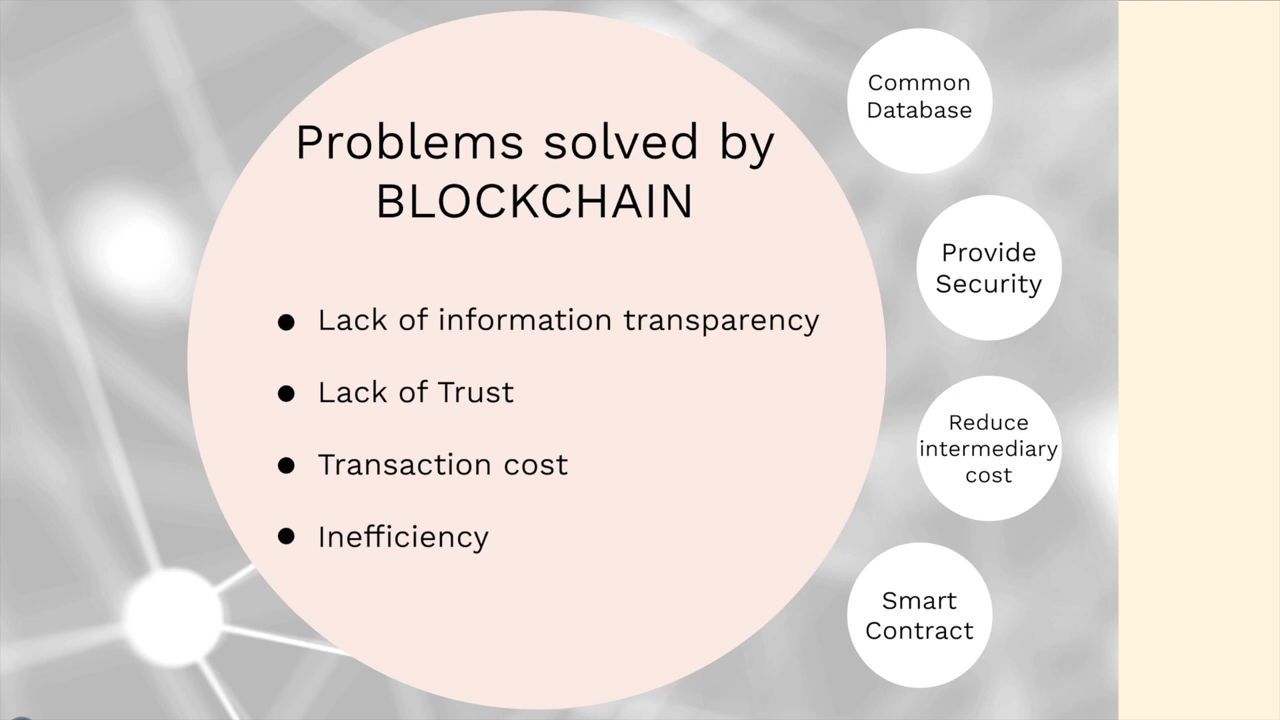 Problems solved by
BLOCKCHAIN
● Lack of information transparency
● Lack of Trust
● Transaction cost
● Inefficiency
Common
Database
Provide
Security
Reduce
intermediary
cost
Smart
Contract